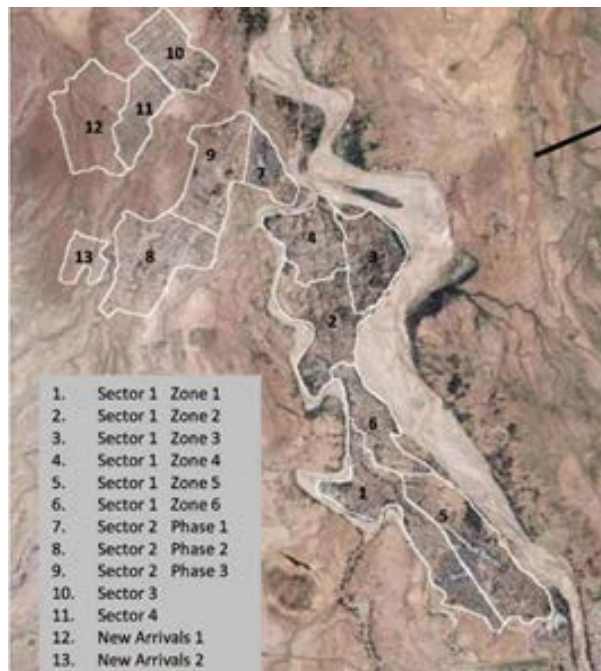 10
11
12
9
7
13
8
4
3
2
6
1
5
1. Sector 1 Zone 1
2. Sector 1 Zone 2
3. Sector 1 Zone 3
4. Sector 1 Zone 4
5. Sector 1 Zone 5
6. Sector 1 Zone 6
7. Sector 2 Phase 1
8. Sector 2 Phase 2
9. Sector 2 Phase 3
10. Sector 3
11. Sector 4
12. New Arrivals 1
13. New Arrivals 2